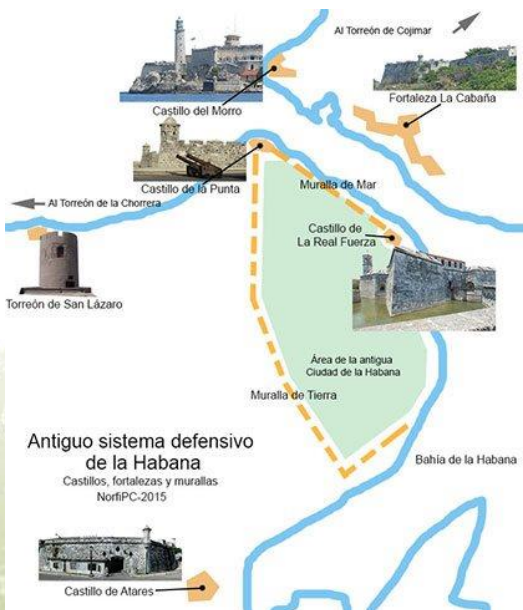 Al Torreón de Cojimar
Castillo del Morro
Fortaleza La Cabaña
Castillo de la Punta
Muralla de Mar
Al Torreón de la Chorrera
Castillo de
La Real Fuerza
Torreón de San Lázaro
Área de la antigua
Ciudad de la Habana
Muralla de Tierra
Antiguo sistema defensivo
de la Habana
Castillos, fortalezas y murallas
NorfiPC-2015
Bahía de la Habana
Castillo de Atares